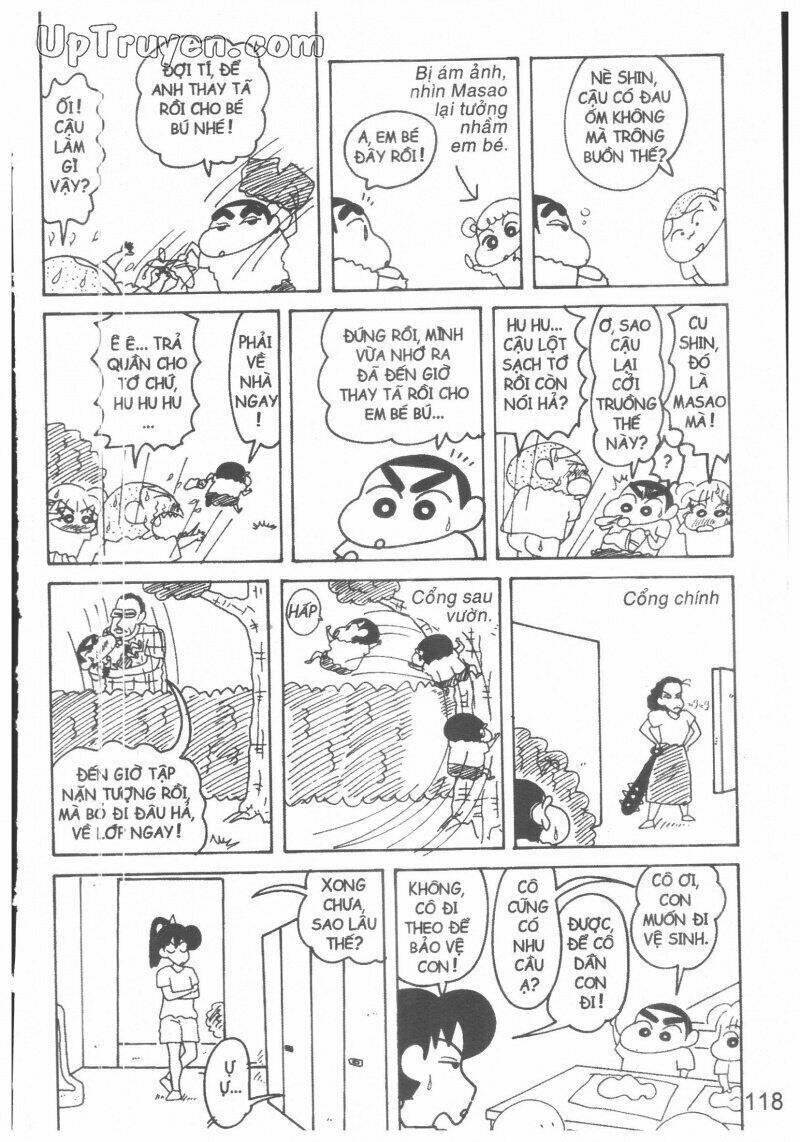 UpTruyen.com
NÈ SHIN,
CẬU CÓ ĐAU
ỐM KHÔNG
MÀ TRÔNG
BUỒN THẾ?
Bị ám ảnh,
nhìn Masao
lại tưởng
nhầm
em bé.
A, EM BÉ
ĐÂY RỒI!
ĐỢI TÍ, ĐỂ
ANH THAY TÃ
RỒI CHO BÉ
BÚ NHÉ!
ỐI!
CẬU
LÀM
GÌ
VẬY?
CU
SHIN,
ĐÓ
LÀ
MASAO
MÀ!
Ơ, SAO
CẬU
LẠI
CỞI
TRUỒNG
THẾ
NÀY?
?
HU HU...
CẬU LỘT
SẠCH TỚ
RỒI CÒN
NÓI HẢ?
ĐÚNG RỒI, MÌNH
VỪA NHỚ RA
ĐÃ ĐẾN GIỜ
THAY TÃ RỒI CHO
EM BÉ BÚ...
PHẢI
VỀ
NHÀ
NGAY
!
Ê Ê... TRẢ
QUẦN CHO
TỚ CHỨ,
HU HU HU
...
Cổng chính
Cổng sau
vườn.
HẤP
ĐẾN GIỜ TẬP
NẶN TƯỢNG RỒI,
MÀ BỎ ĐI ĐÂU HẢ,
VỀ LỚP NGAY!
CÔ ƠI,
CON
MUỐN ĐI
VỆ SINH.
ĐƯỢC,
ĐỂ CÔ
DẪN
CON
ĐI!
CÔ
CŨNG
CÓ
NHU
CẦU
Ạ?
KHÔNG,
CÔ ĐI
THEO ĐỂ
BẢO VỆ
CON!
XONG
CHƯA,
SAO LÂU
THẾ?
Ự
Ự...
118